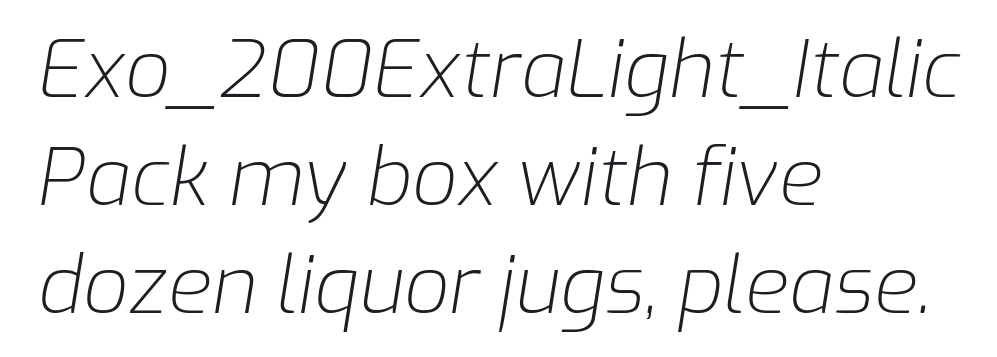 Exo_200ExtraLight_Italic
Pack my box with five
dozen liquor jugs, please.